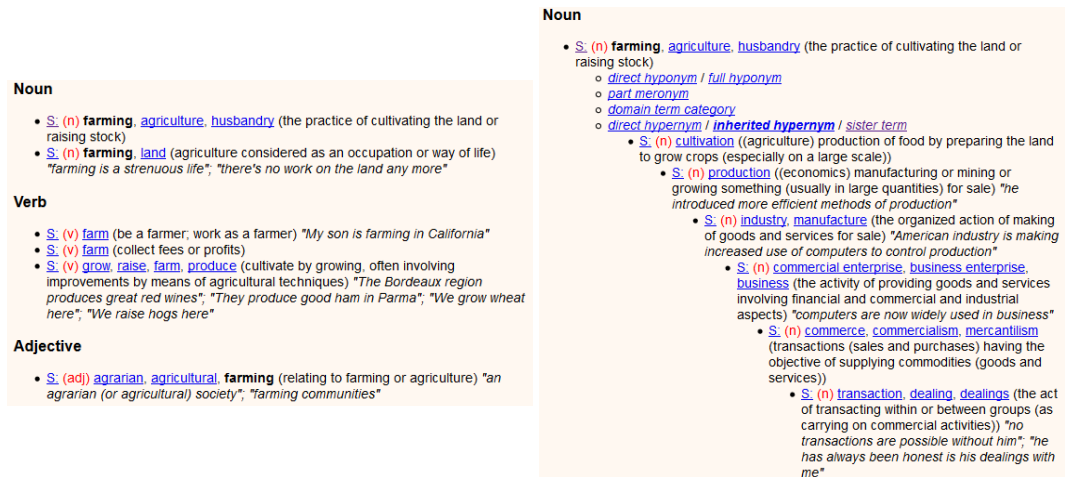 Noun
• S: (n) farming, agriculture, husbandry (the practice of cultivating the land or
raising stock)
• S: (n) farming, land (agriculture considered as an occupation or way of life)
"farming is a strenuous life"; "there's no work on the land any more"
Verb
• S: (v) farm (be a farmer; work as a farmer) "My son is farming in California"
• S: (v) farm (collect fees or profits)
• S: (v) grow, raise, farm, produce (cultivate by growing, often involving
improvements by means of agricultural techniques) "The Bordeaux region
produces great red wines"; "They produce good ham in Parma"; "We grow wheat
here"; "We raise hogs here"
Adjective
• S: (adj) agrarian, agricultural, farming (relating to farming or agriculture) "an
agrarian (or agricultural) society"; "farming communities"
Noun
• S: (n) farming, agriculture, husbandry (the practice of cultivating the land or
raising stock)
○ direct hyponym / full hyponym
○ part meronym
○ domain term category
○ direct hypernym / inherited hypernym / sister term
• S: (n) cultivation ((agriculture) production of food by preparing the land
to grow crops (especially on a large scale))
• S: (n) production ((economics) manufacturing or mining or
growing something (usually in large quantities) for sale) "he
introduced more efficient methods of production"
• S: (n) industry, manufacture (the organized action of making
of goods and services for sale) "American industry is making
increased use of computers to control production"
• S: (n) commercial enterprise, business enterprise,
business (the activity of providing goods and services
involving financial and commercial and industrial
aspects) "computers are now widely used in business"
• S: (n) commerce, commercialism, mercantilism
(transactions (sales and purchases) having the
objective of supplying commodities (goods and
services))
• S: (n) transaction, dealing, dealings (the act
of transacting within or between groups (as
carrying on commercial activities)) "no
transactions are possible without him"; "he
has always been honest is his dealings with
me"